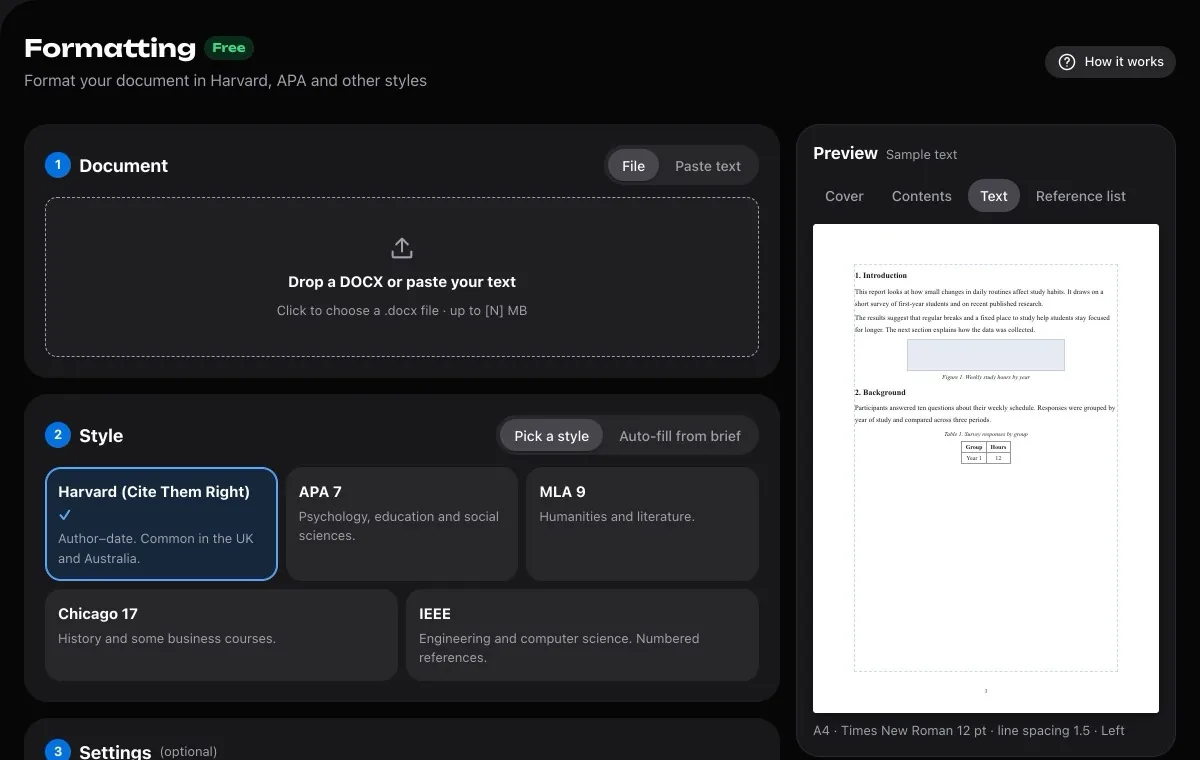 Formatting Free
Format your document in Harvard, APA and other styles
How it works
1 Document
File Paste text
Drop a DOCX or paste your text
Click to choose a .docx file · up to [N] MB
2 Style
Pick a style Auto-fill from brief
Harvard (Cite Them Right)
✓
Author–date. Common in the UK
and Australia.
APA 7
Psychology, education and social
sciences.
MLA 9
Humanities and literature.
Chicago 17
History and some business courses.
IEEE
Engineering and computer science. Numbered
references.
3 Settings (optional)
Preview Sample text
Cover Contents Text Reference list
1. Introduction
This report looks at how small changes in daily routines affect study habits. It draws on a
short survey of first-year students and on recent published research.
The results suggest that regular breaks and a fixed place to study help students stay focused
for longer. The next section explains how the data was collected.
Figure 1. Weekly study hours by year
2. Background
Participants answered ten questions about their weekly schedule. Responses were grouped by
year of study and compared across three periods.
Table 1. Survey responses by group
Group Hours
Year 1 12
3
A4 · Times New Roman 12 pt · line spacing 1.5 · Left